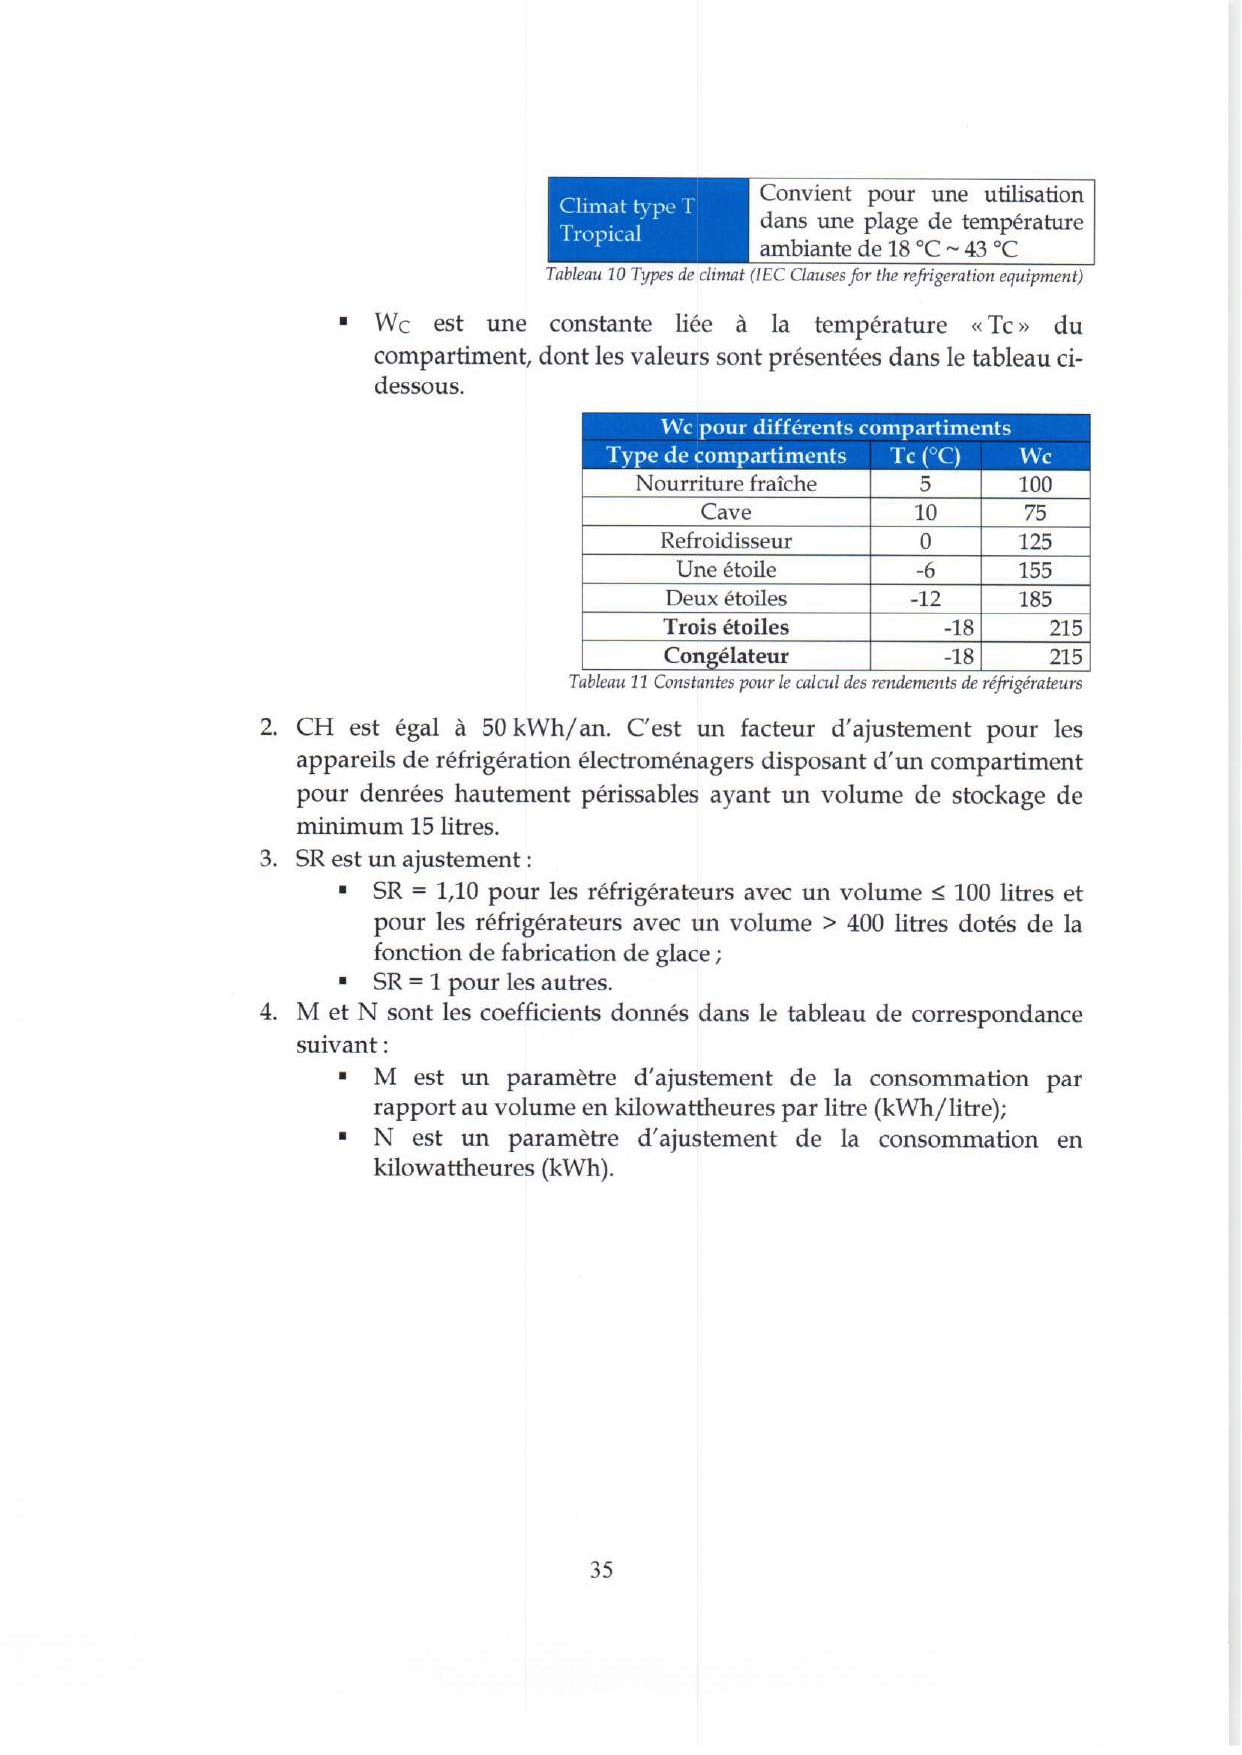 Climat type T
Tropical
Convient pour une utilisation
dans une plage de température
ambiante de 18 °C ~ 43 °C
Tableau 10 Types de climat (IEC Clauses for the refrigeration equipment)
▪ Wc est une constante liée à la température « Tc » du
compartiment, dont les valeurs sont présentées dans le tableau ci-
dessous.
Wc pour différents compartiments
Type de compartiments Tc (°C) Wc
Nourriture fraîche 5 100
Cave 10 75
Refroidisseur 0 125
Une étoile -6 155
Deux étoiles -12 185
Trois étoiles -18 215
Congélateur -18 215
Tableau 11 Constantes pour le calcul des rendements de réfrigérateurs
2. CH est égal à 50 kWh/an. C'est un facteur d'ajustement pour les
appareils de réfrigération électroménagers disposant d'un compartiment
pour denrées hautement périssables ayant un volume de stockage de
minimum 15 litres.
3. SR est un ajustement :
▪ SR = 1,10 pour les réfrigérateurs avec un volume ≤ 100 litres et
pour les réfrigérateurs avec un volume > 400 litres dotés de la
fonction de fabrication de glace ;
▪ SR = 1 pour les autres.
4. M et N sont les coefficients donnés dans le tableau de correspondance
suivant :
▪ M est un paramètre d'ajustement de la consommation par
rapport au volume en kilowattheures par litre (kWh/litre);
▪ N est un paramètre d'ajustement de la consommation en
kilowattheures (kWh).
35